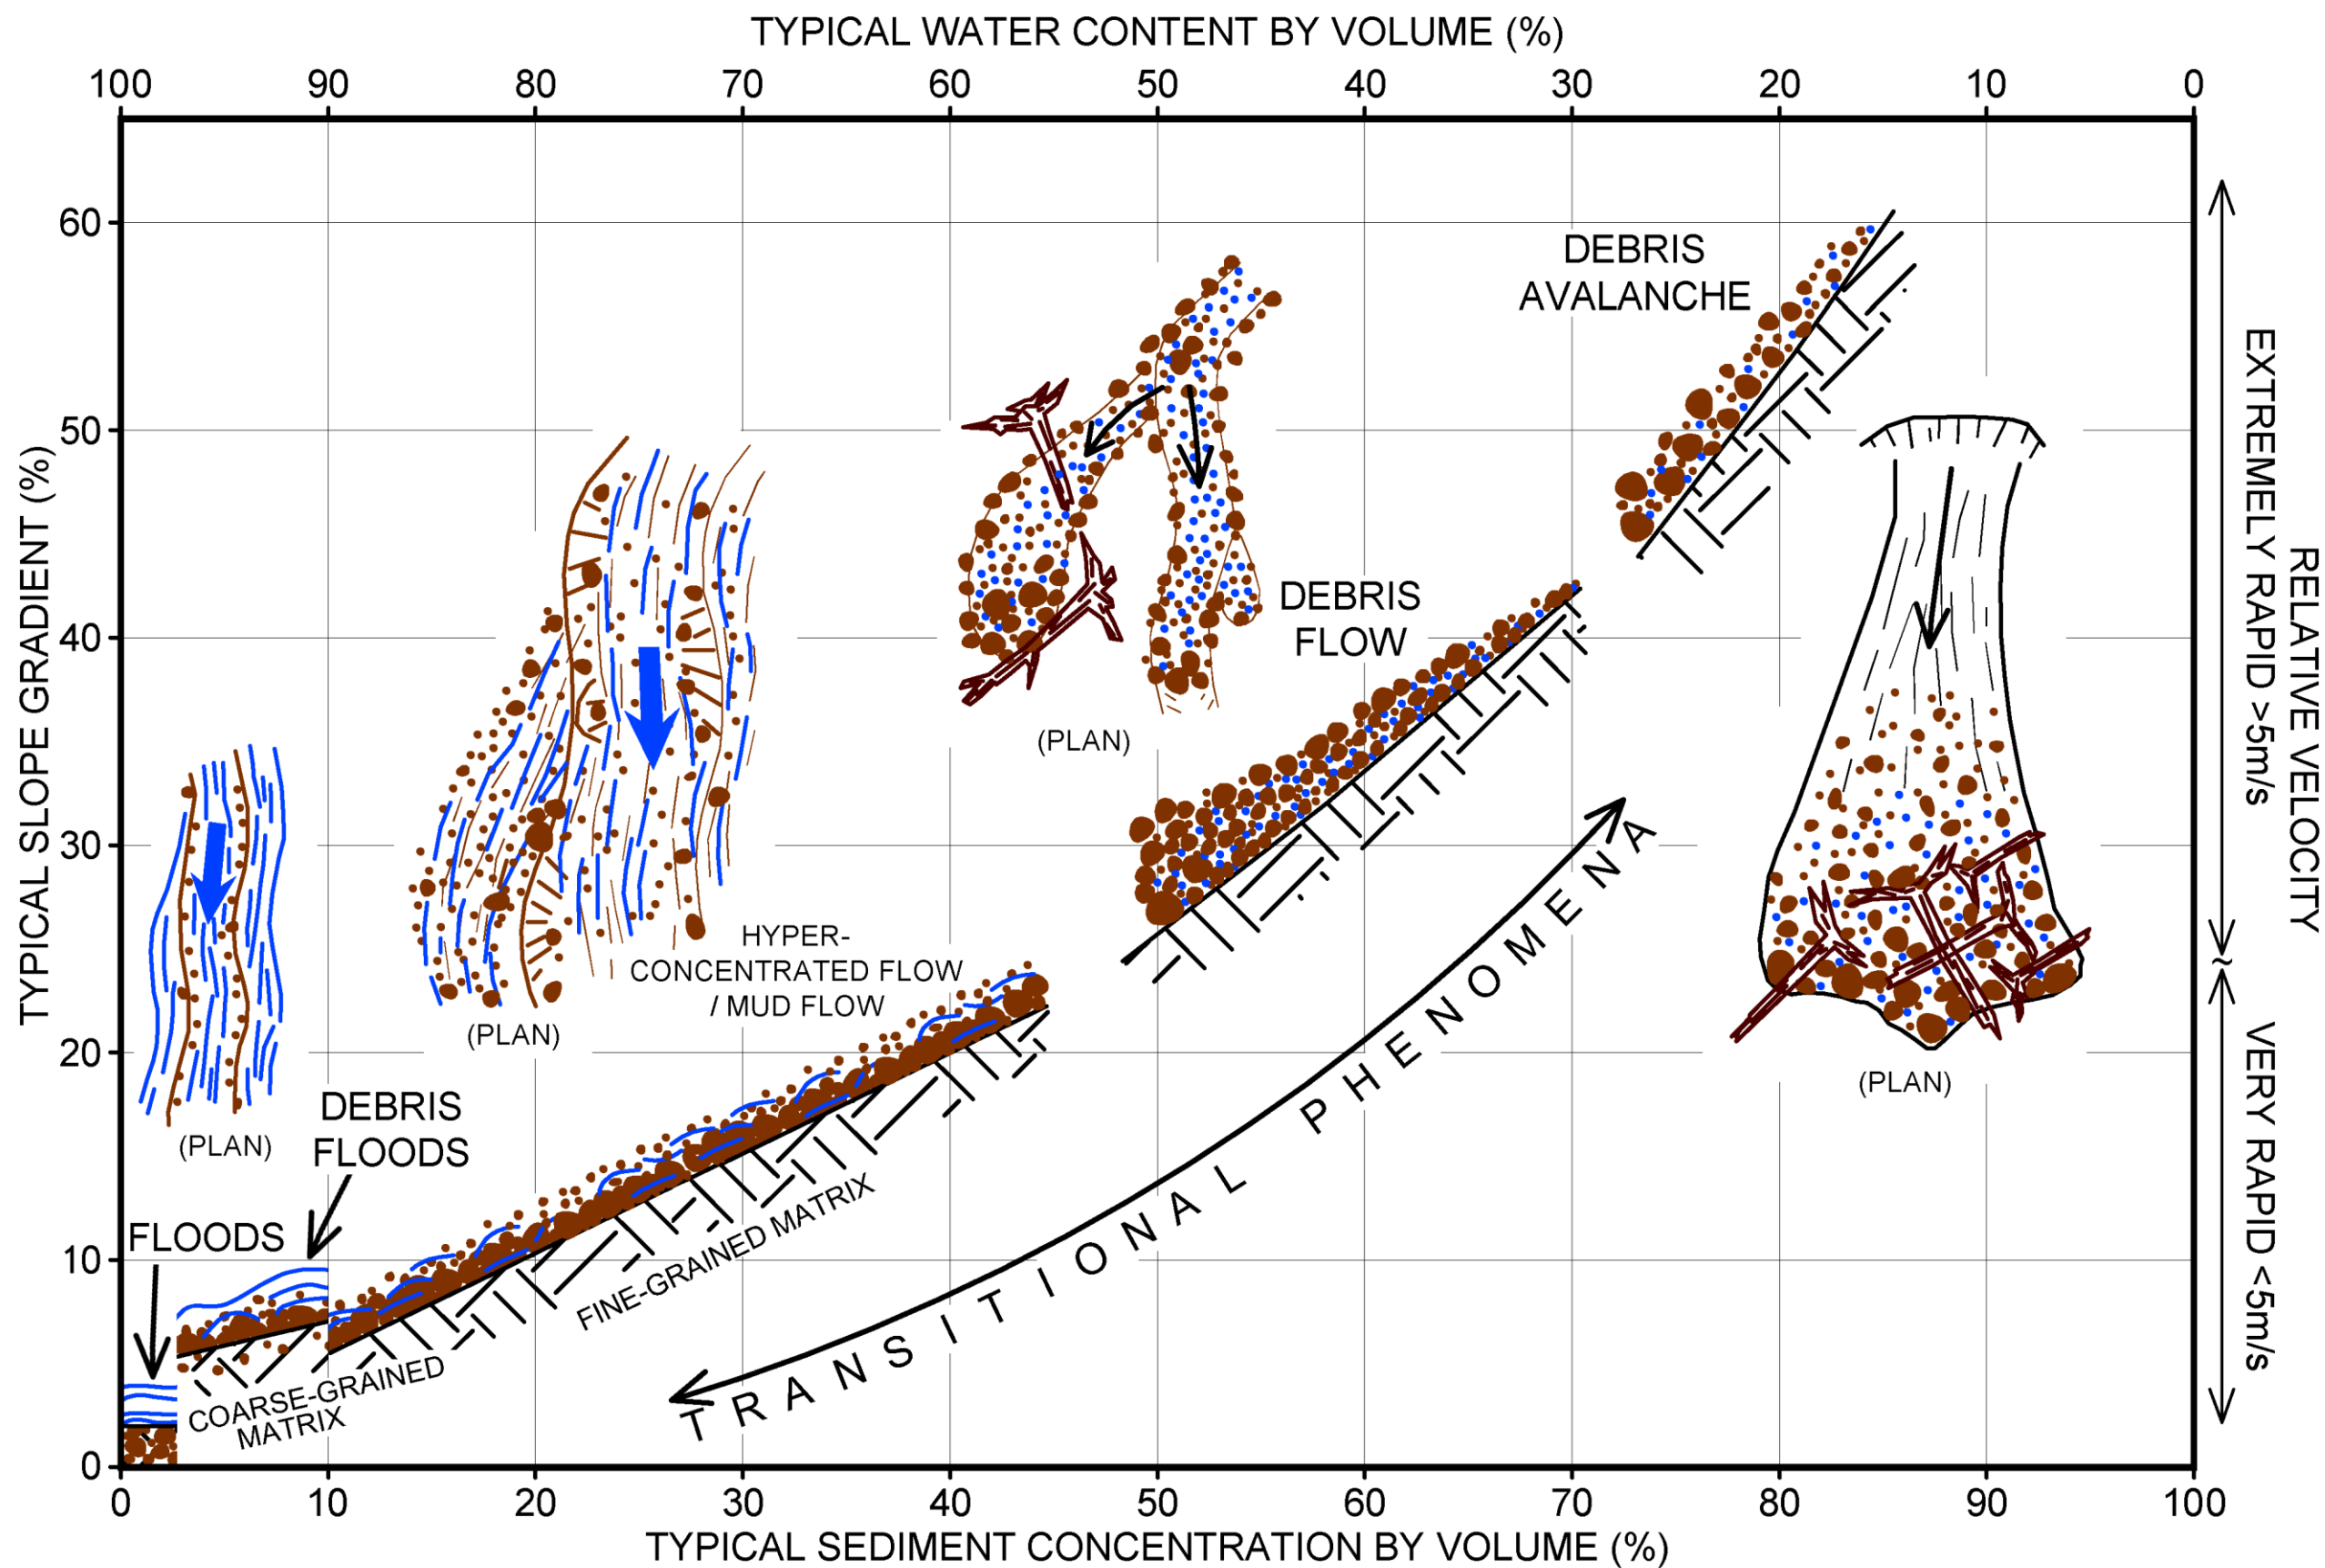 TYPICAL WATER CONTENT BY VOLUME (%)
100 90 80 70 60 50 40 30 20 10 0
TYPICAL SLOPE GRADIENT (%)
60
50
40
30
20
10
0
DEBRIS
AVALANCHE
DEBRIS
FLOW
(PLAN)
HYPER-
CONCENTRATED FLOW
/ MUD FLOW
(PLAN)
(PLAN)
(PLAN)
DEBRIS
FLOODS
FLOODS
COARSE-GRAINED
MATRIX
FINE-GRAINED MATRIX
TRANSITIONAL PHENOMENA
EXTREMELY RAPID >5m/s
~
VERY RAPID <5m/s
RELATIVE VELOCITY
0 10 20 30 40 50 60 70 80 90 100
TYPICAL SEDIMENT CONCENTRATION BY VOLUME (%)